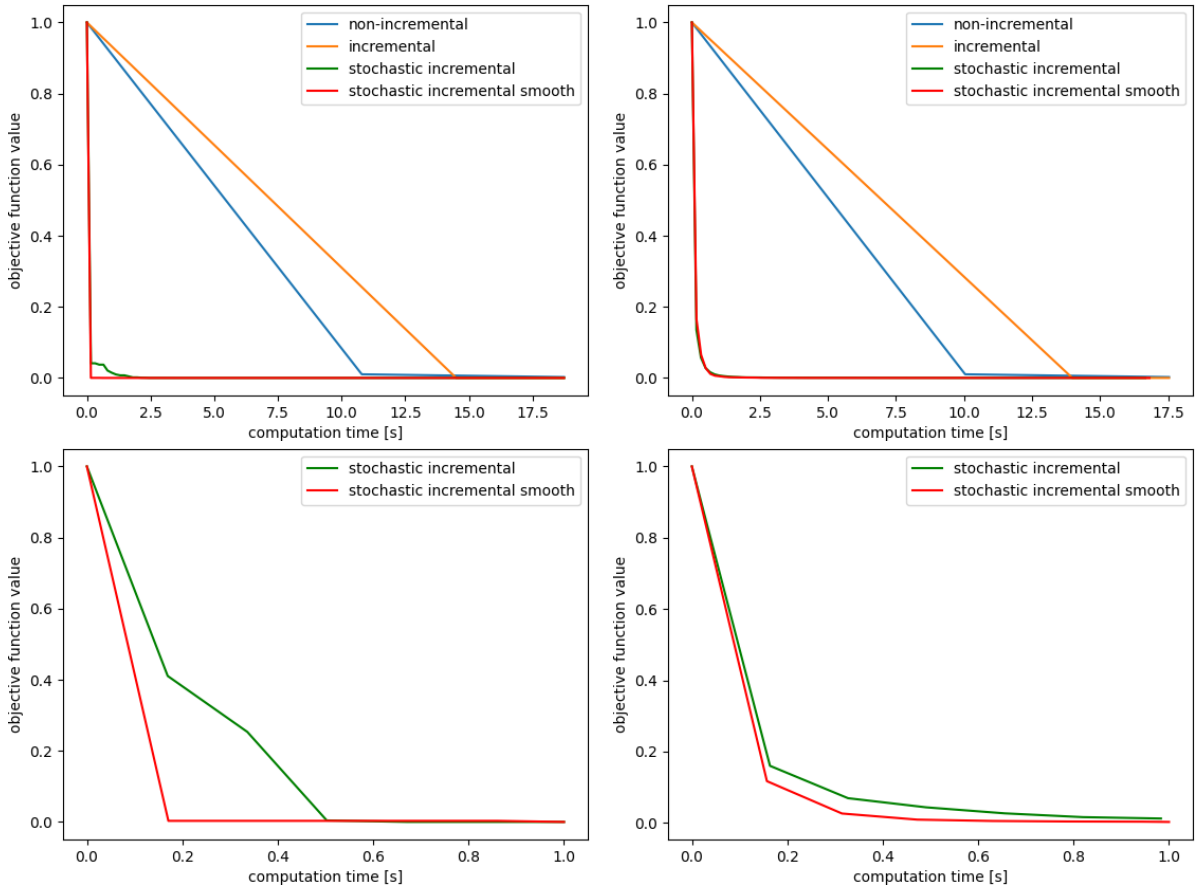 1.0
0.8
0.6
0.4
0.2
0.0
objective function value
non-incremental
incremental
stochastic incremental
stochastic incremental smooth
0.0 2.5 5.0 7.5 10.0 12.5 15.0 17.5
computation time [s]
1.0
0.8
0.6
0.4
0.2
0.0
objective function value
non-incremental
incremental
stochastic incremental
stochastic incremental smooth
0.0 2.5 5.0 7.5 10.0 12.5 15.0 17.5
computation time [s]
1.0
0.8
0.6
0.4
0.2
0.0
objective function value
stochastic incremental
stochastic incremental smooth
0.0 0.2 0.4 0.6 0.8 1.0
computation time [s]
1.0
0.8
0.6
0.4
0.2
0.0
objective function value
stochastic incremental
stochastic incremental smooth
0.0 0.2 0.4 0.6 0.8 1.0
computation time [s]